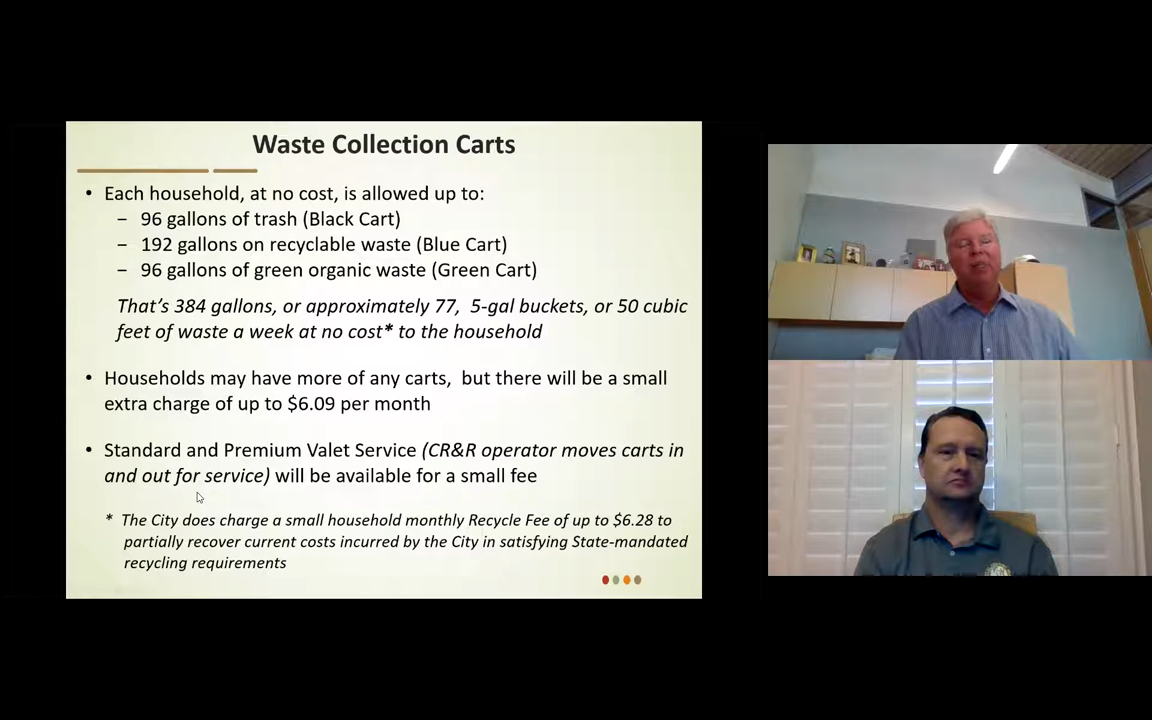 Waste Collection Carts
• Each household, at no cost, is allowed up to:
– 96 gallons of trash (Black Cart)
– 192 gallons on recyclable waste (Blue Cart)
– 96 gallons of green organic waste (Green Cart)
That's 384 gallons, or approximately 77, 5-gal buckets, or 50 cubic
feet of waste a week at no cost* to the household
• Households may have more of any carts, but there will be a small
extra charge of up to $6.09 per month
• Standard and Premium Valet Service (CR&R operator moves carts in
and out for service) will be available for a small fee
* The City does charge a small household monthly Recycle Fee of up to $6.28 to
partially recover current costs incurred by the City in satisfying State-mandated
recycling requirements